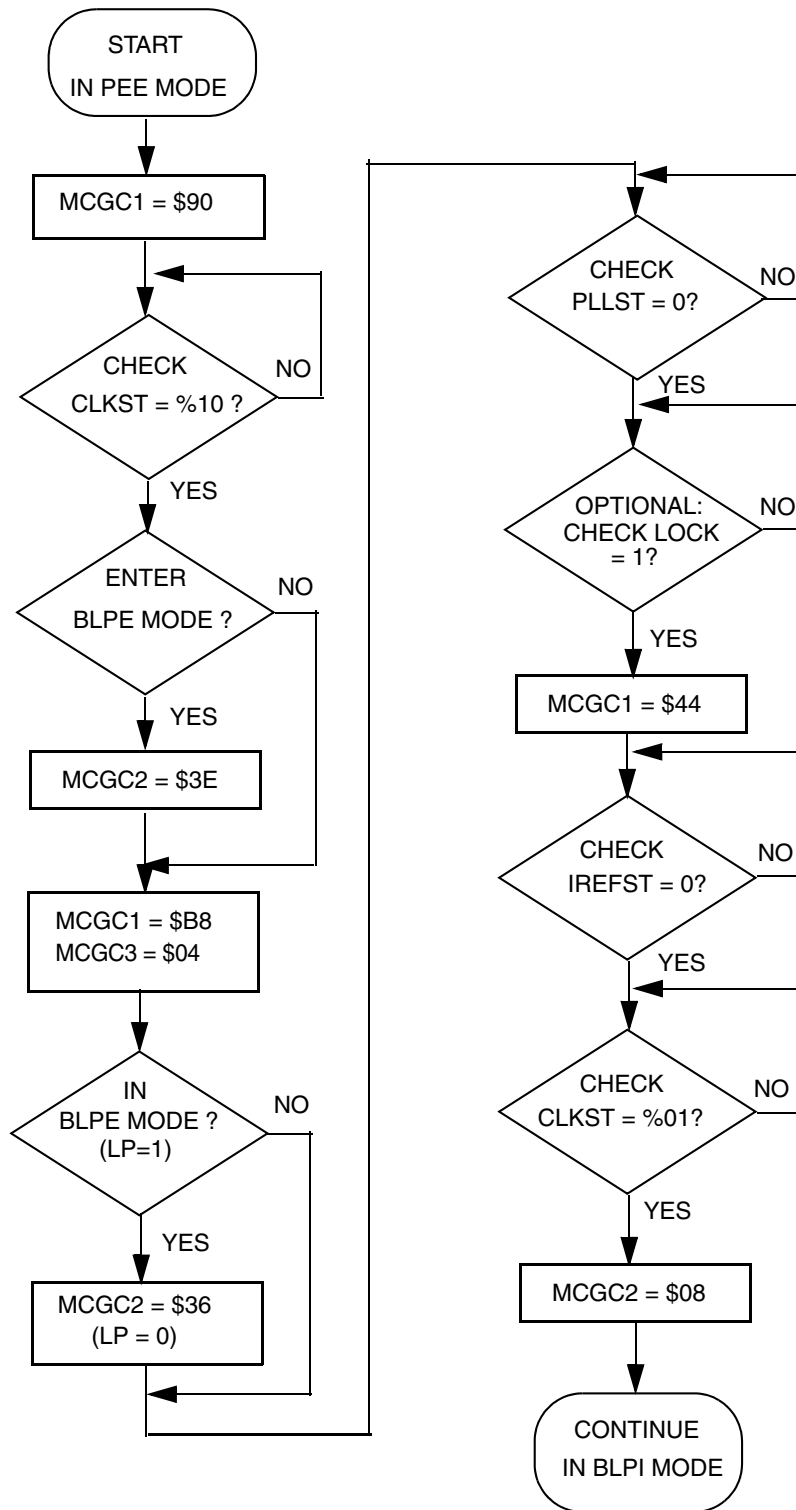 START
IN PEE MODE
MCGC1 = $90
CHECK
CLKST = %10 ?
NO
YES
ENTER
BLPE MODE ?
NO
YES
MCGC2 = $3E
MCGC1 = $B8
MCGC3 = $04
IN
BLPE MODE ?
(LP=1)
NO
YES
MCGC2 = $36
(LP = 0)
CHECK
PLLST = 0?
NO
YES
OPTIONAL:
CHECK LOCK
= 1?
NO
YES
MCGC1 = $44
CHECK
IREFST = 0?
NO
YES
CHECK
CLKST = %01?
NO
YES
MCGC2 = $08
CONTINUE
IN BLPI MODE